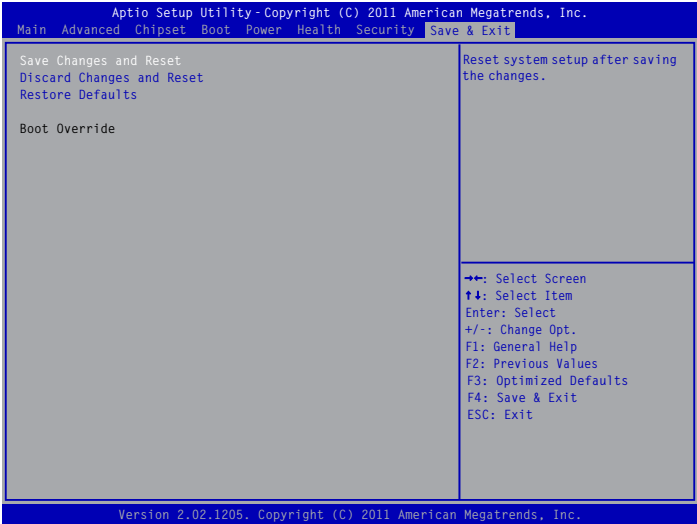 Aptio Setup Utility - Copyright (C) 2011 American Megatrends, Inc.
Main Advanced Chipset Boot Power Health Security Save & Exit
Save Changes and Reset
Discard Changes and Reset
Restore Defaults
Boot Override
Reset system setup after saving
the changes.
→←: Select Screen
↑↓: Select Item
Enter: Select
+/-: Change Opt.
F1: General Help
F2: Previous Values
F3: Optimized Defaults
F4: Save & Exit
ESC: Exit
Version 2.02.1205. Copyright (C) 2011 American Megatrends, Inc.